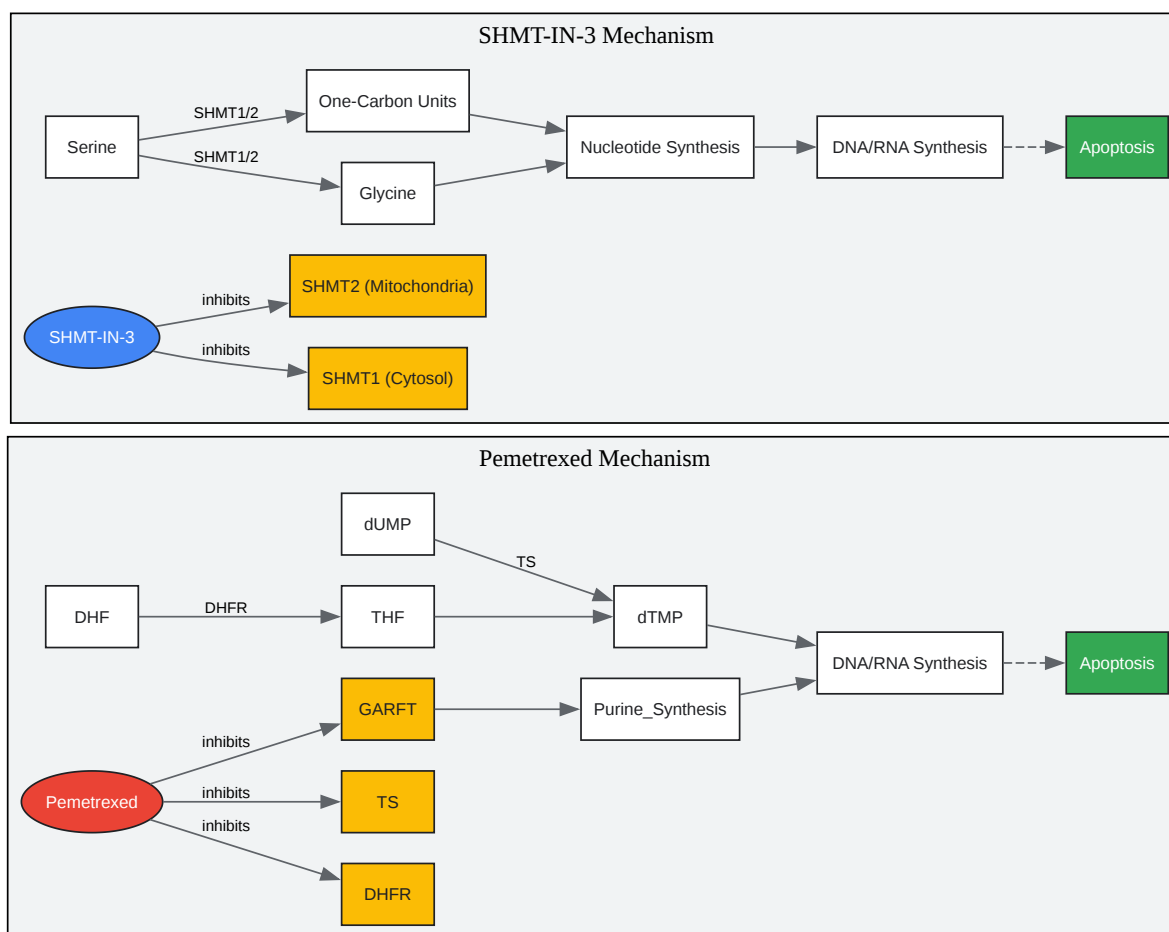 SHMT-IN-3 Mechanism
One-Carbon Units
SHMT1/2
Serine
Nucleotide Synthesis
DNA/RNA Synthesis
Apoptosis
SHMT1/2
Glycine
SHMT2 (Mitochondria)
inhibits
SHMT-IN-3
inhibits
SHMT1 (Cytosol)
Pemetrexed Mechanism
dUMP
TS
DHF
DHFR
THF
dTMP
DNA/RNA Synthesis
Apoptosis
GARFT
Purine_Synthesis
inhibits
Pemetrexed
inhibits
TS
inhibits
DHFR